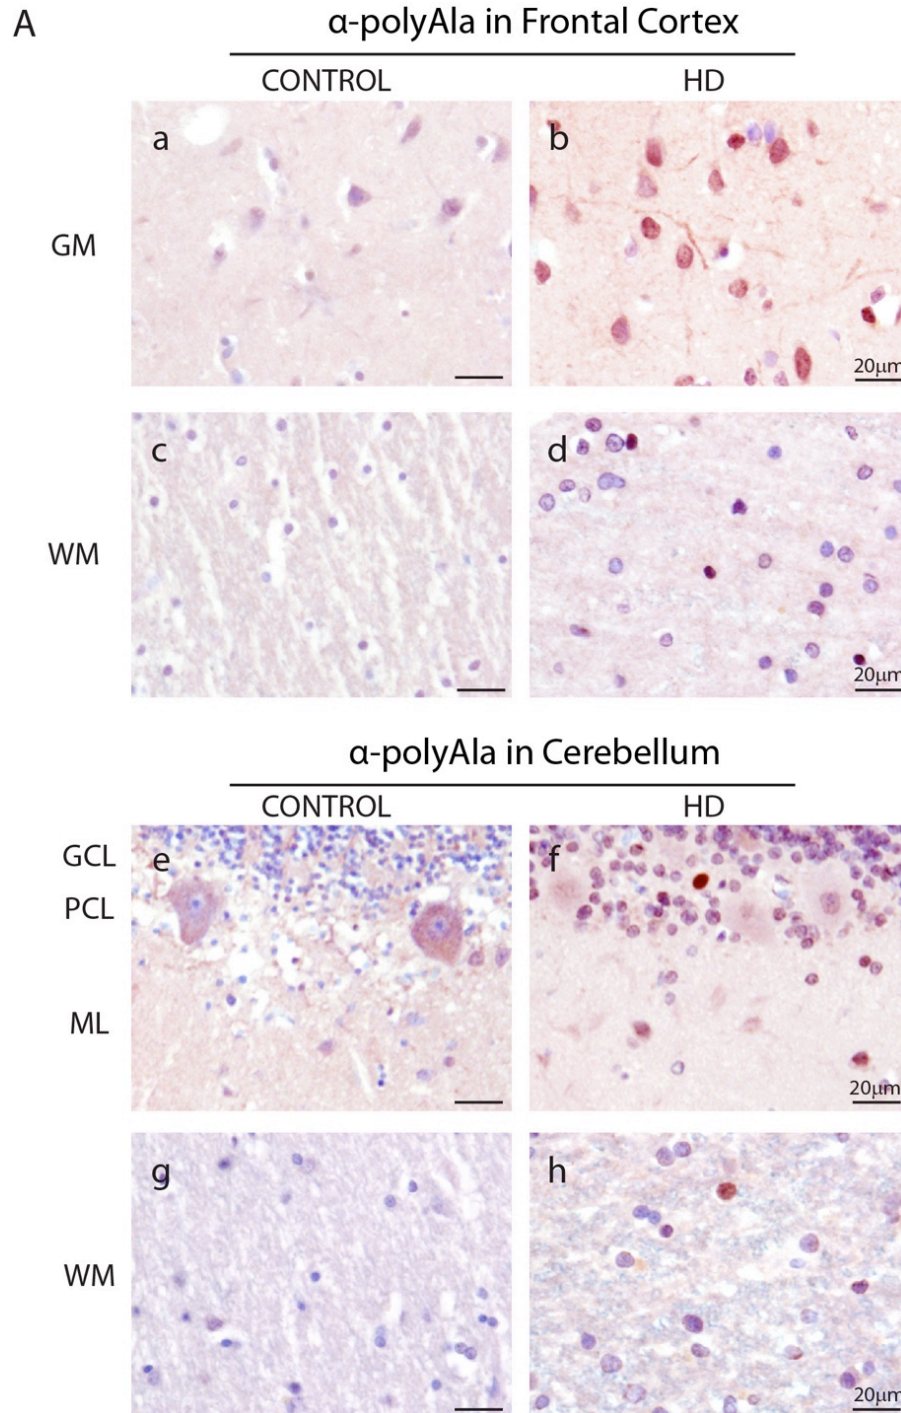 A
α-polyAla in Frontal Cortex
CONTROL HD
GM
a
b
20μm
WM
c
d
20μm
α-polyAla in Cerebellum
CONTROL HD
GCL
PCL
ML
e
f
20μm
WM
g
h
20μm